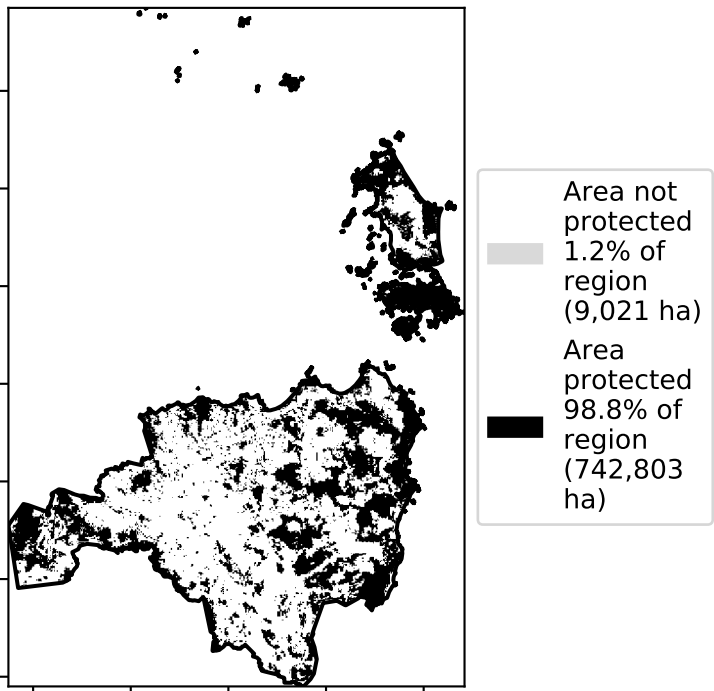 Area not
protected
1.2% of
region
(9,021 ha)
Area
protected
98.8% of
region
(742,803
ha)